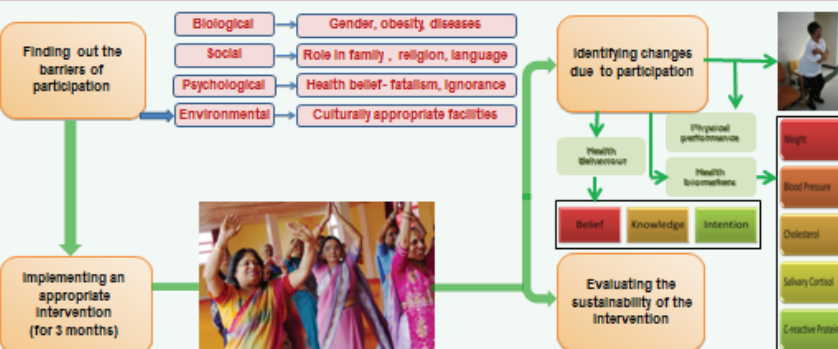 Finding out the
barriers of
participation
Biological
Gender, obesity, diseases
Social
Role in family , religion, language
Psychological
Health belief- fatalism, ignorance
Environmental
Culturally appropriate facilities
Implementing an
appropriate
intervention
(for 3 months)
Identifying changes
due to participation
Physical
performance
Health
Behaviour
Health
biomarkers
Belief
Knowledge
Intention
Evaluating the
sustainability of the
intervention
Weight
Blood Pressure
Cholesterol
Salivary Cortisol
C-reactive Protein